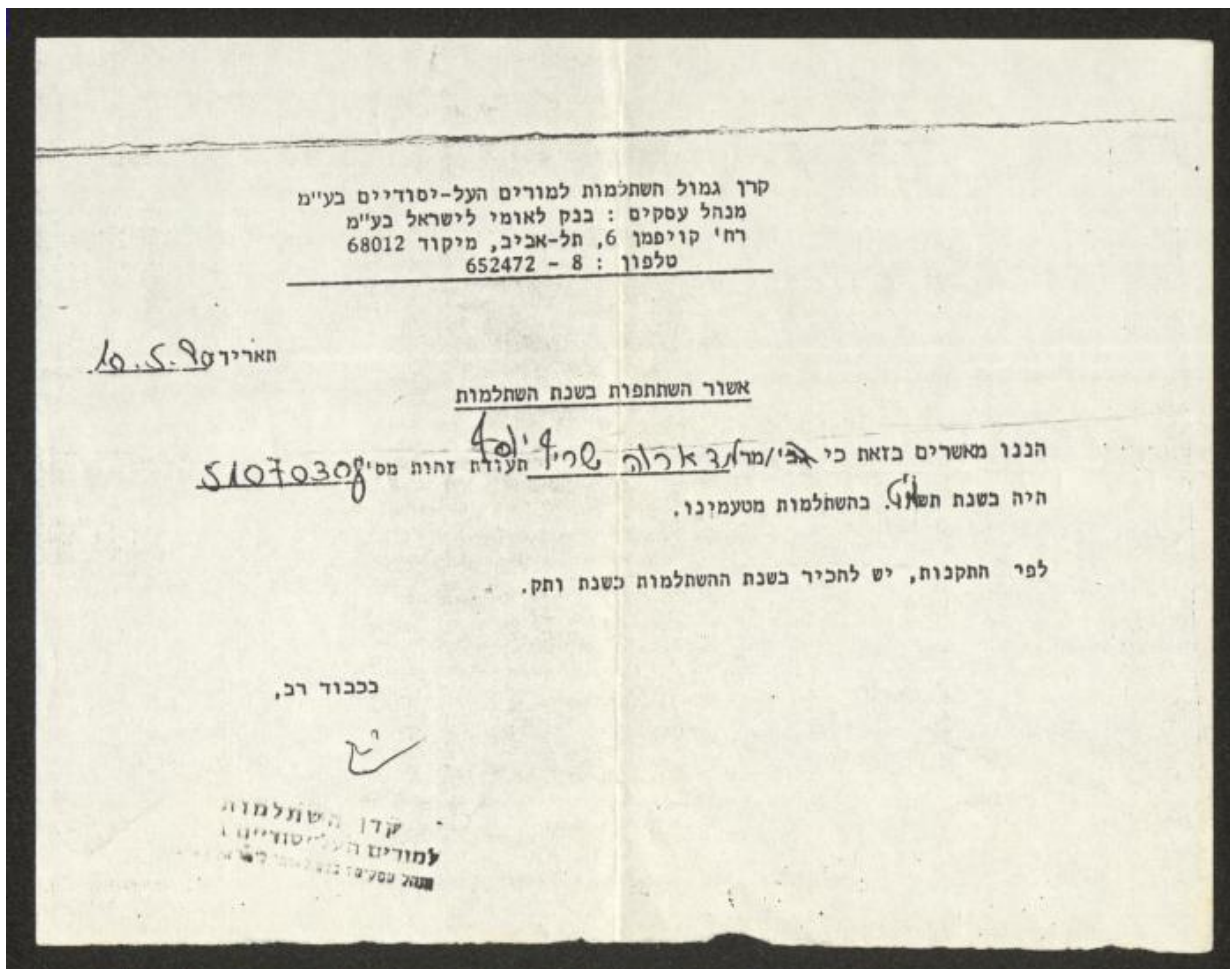 קרן גמול השתלמות למורים העל-יסודיים בע"מ
מנהל עסקים : בנק לאומי לישראל בע"מ
רח' קויפמן 6, תל-אביב, מיקוד 68012
טלפון : 8 - 652472
תאריך 10.5.90
אשור השתתפות בשנת השתלמות
הננו מאשרים בזאת כי גב'/מר שריף יוסף תעודת זהות מס' 51070308
היה בשנת בהשתלמות מטעמינו.
לפי התקנות, יש להכיר בשנת ההשתלמות כשנת ותק.
בכבוד רב,
קרן השתלמות
למורים העל יסודיים
מנהל עסקים: